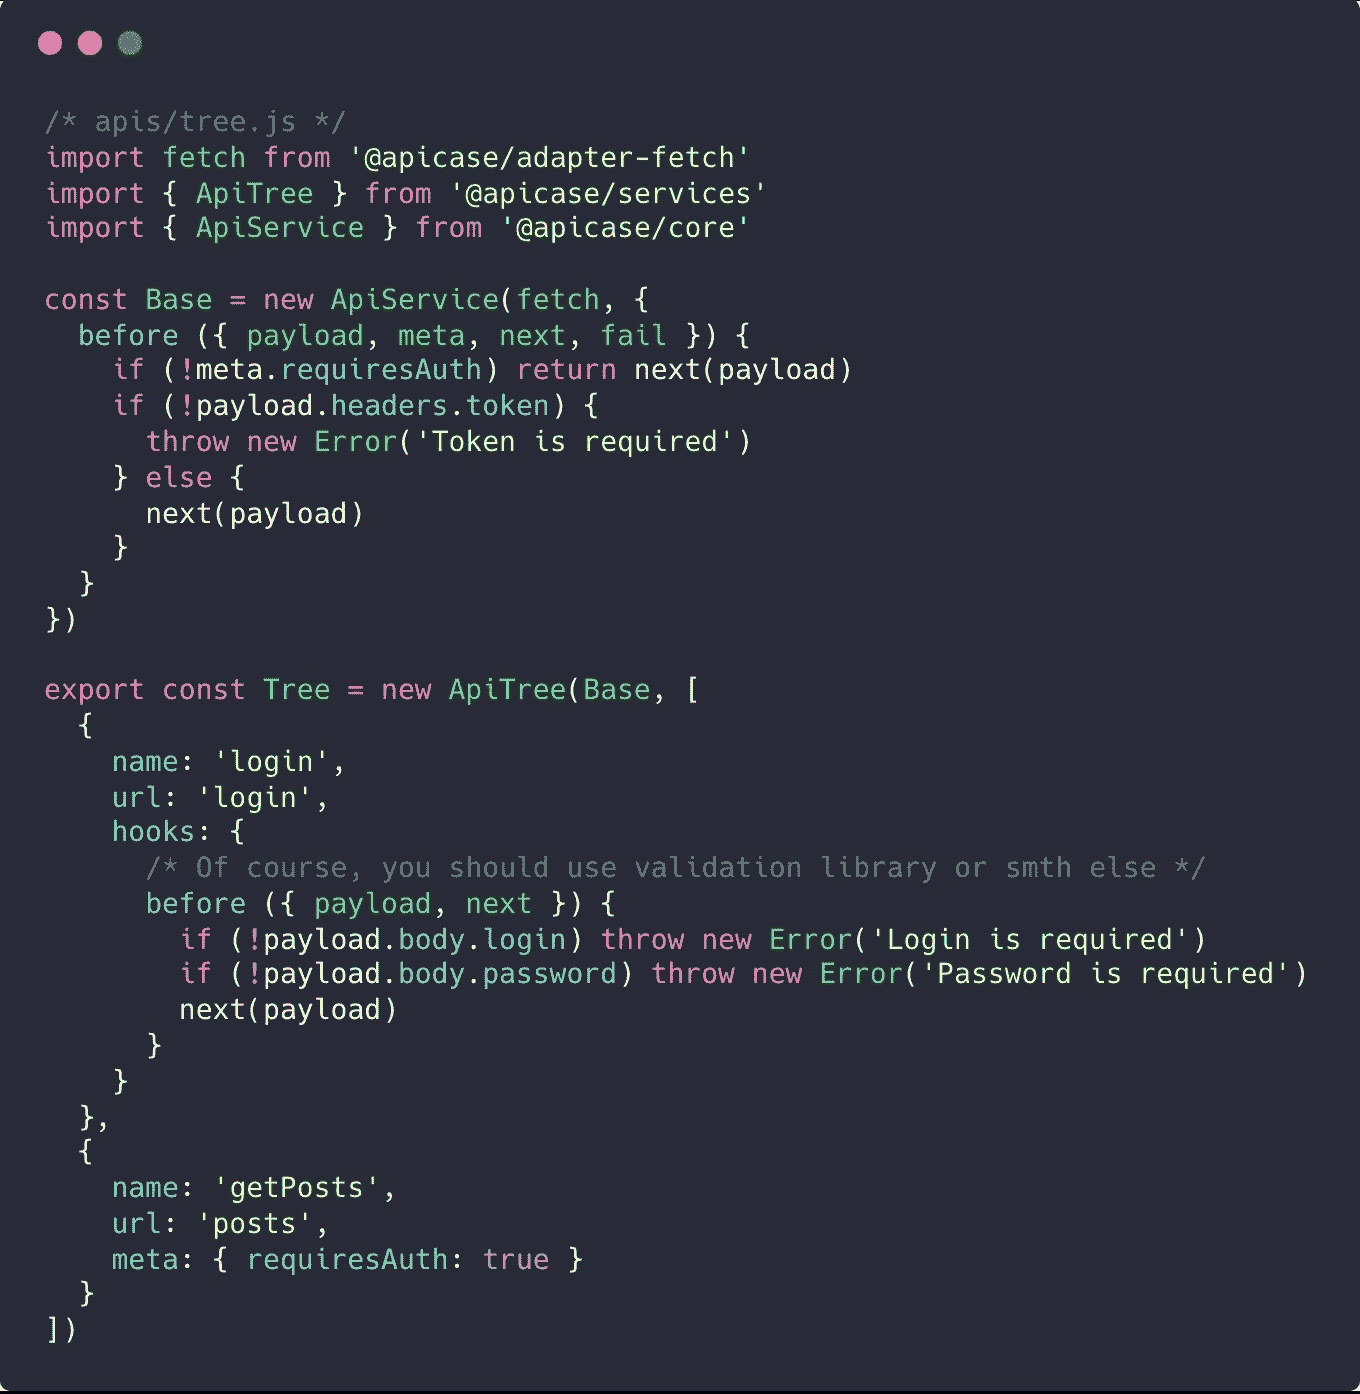 /* apis/tree.js */
import fetch from '@apicase/adapter-fetch'
import { ApiTree } from '@apicase/services'
import { ApiService } from '@apicase/core'

const Base = new ApiService(fetch, {
  before ({ payload, meta, next, fail }) {
    if (!meta.requiresAuth) return next(payload)
    if (!payload.headers.token) {
      throw new Error('Token is required')
    } else {
      next(payload)
    }
  }
})

export const Tree = new ApiTree(Base, [
  {
    name: 'login',
    url: 'login',
    hooks: {
      /* Of course, you should use validation library or smth else */
      before ({ payload, next }) {
        if (!payload.body.login) throw new Error('Login is required')
        if (!payload.body.password) throw new Error('Password is required')
        next(payload)
      }
    }
  },
  {
    name: 'getPosts',
    url: 'posts',
    meta: { requiresAuth: true }
  }
])